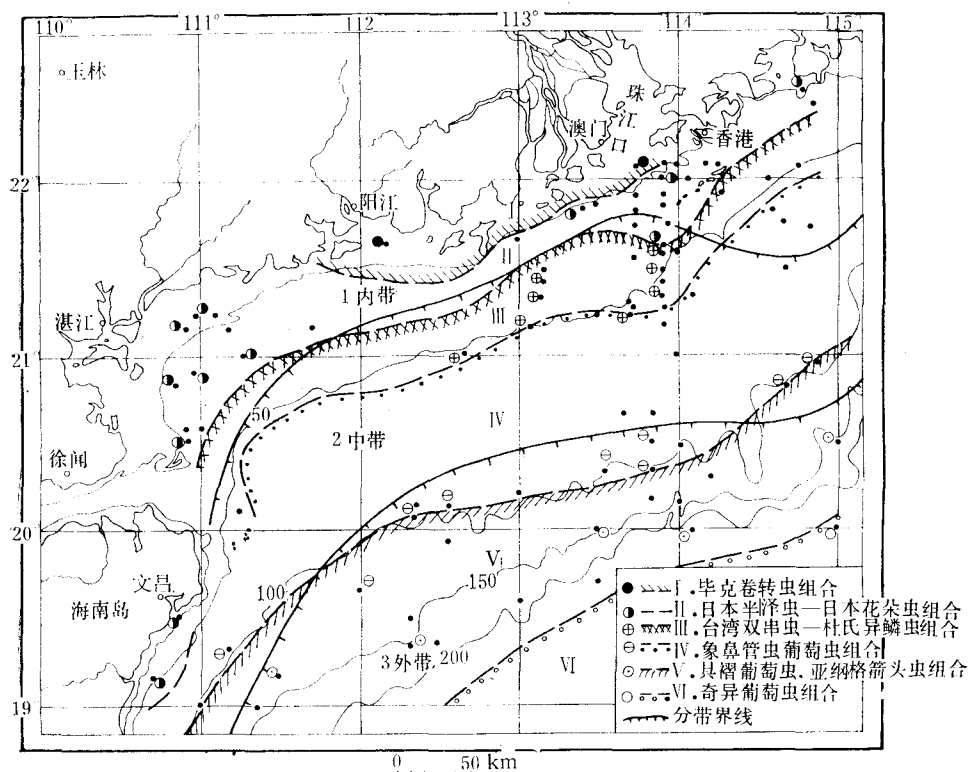 110° 111° 112° 113° 114° 115°
玉林
珠
江
口
澳门
香港
22
阳江
I
II
1内带
III
湛江
21
50
IV
2中带
徐闻
20
V
文昌
100
150
海南岛
3外带
200
VI
19
I.毕克卷转虫组合
II.日本半泽虫—日本花朵虫组合
III.台湾双串虫—杜氏异鳞虫组合
IV.象鼻管虫葡萄虫组合
V.具褶葡萄虫、亚纲格箭头虫组合
VI.奇异葡萄虫组合
分带界线
0 50 km